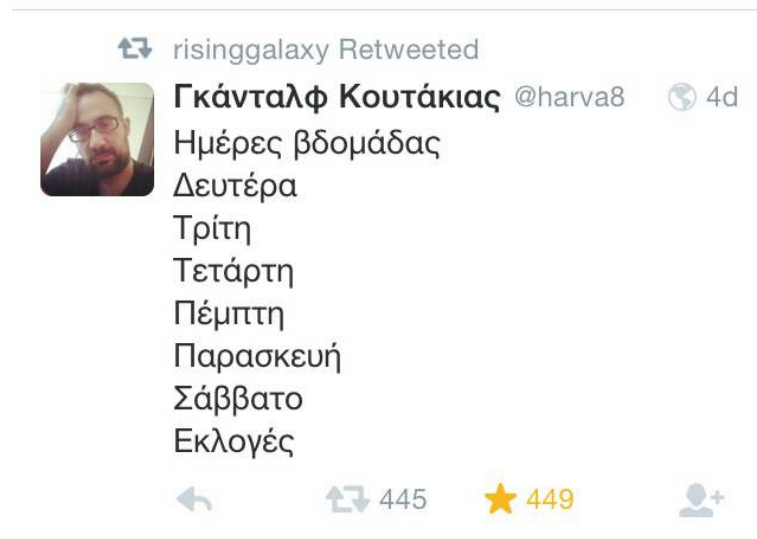 risinggalaxy Retweeted
Γκάνταλφ Κουτάκιας @harva8 4d
Ημέρες βδομάδας
Δευτέρα
Τρίτη
Τετάρτη
Πέμπτη
Παρασκευή
Σάββατο
Εκλογές
445 449